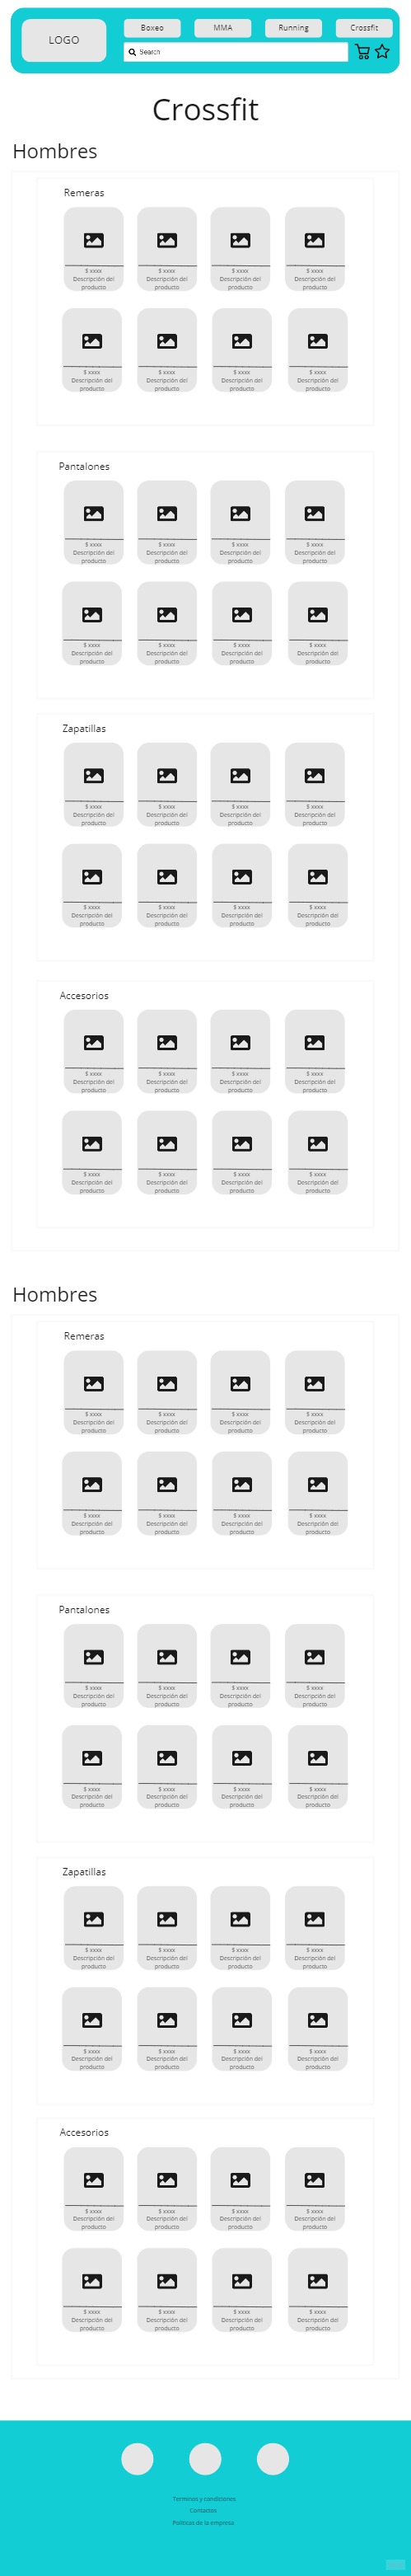 LOGO
Boxeo
MMA
Running
Crossfit
Search
Crossfit
Hombres
Remeras
$ xxxx
Descripción del
producto
$ xxxx
Descripción del
producto
$ xxxx
Descripción del
producto
$ xxxx
Descripción del
producto
$ xxxx
Descripción del
producto
$ xxxx
Descripción del
producto
$ xxxx
Descripción del
producto
$ xxxx
Descripción del
producto
Pantalones
$ xxxx
Descripción del
producto
$ xxxx
Descripción del
producto
$ xxxx
Descripción del
producto
$ xxxx
Descripción del
producto
$ xxxx
Descripción del
producto
$ xxxx
Descripción del
producto
$ xxxx
Descripción del
producto
$ xxxx
Descripción del
producto
Zapatillas
$ xxxx
Descripción del
producto
$ xxxx
Descripción del
producto
$ xxxx
Descripción del
producto
$ xxxx
Descripción del
producto
$ xxxx
Descripción del
producto
$ xxxx
Descripción del
producto
$ xxxx
Descripción del
producto
$ xxxx
Descripción del
producto
Accesorios
$ xxxx
Descripción del
producto
$ xxxx
Descripción del
producto
$ xxxx
Descripción del
producto
$ xxxx
Descripción del
producto
$ xxxx
Descripción del
producto
$ xxxx
Descripción del
producto
$ xxxx
Descripción del
producto
$ xxxx
Descripción del
producto
Hombres
Remeras
$ xxxx
Descripción del
producto
$ xxxx
Descripción del
producto
$ xxxx
Descripción del
producto
$ xxxx
Descripción del
producto
$ xxxx
Descripción del
producto
$ xxxx
Descripción del
producto
$ xxxx
Descripción del
producto
$ xxxx
Descripción del
producto
Pantalones
$ xxxx
Descripción del
producto
$ xxxx
Descripción del
producto
$ xxxx
Descripción del
producto
$ xxxx
Descripción del
producto
$ xxxx
Descripción del
producto
$ xxxx
Descripción del
producto
$ xxxx
Descripción del
producto
$ xxxx
Descripción del
producto
Zapatillas
$ xxxx
Descripción del
producto
$ xxxx
Descripción del
producto
$ xxxx
Descripción del
producto
$ xxxx
Descripción del
producto
$ xxxx
Descripción del
producto
$ xxxx
Descripción del
producto
$ xxxx
Descripción del
producto
$ xxxx
Descripción del
producto
Accesorios
$ xxxx
Descripción del
producto
$ xxxx
Descripción del
producto
$ xxxx
Descripción del
producto
$ xxxx
Descripción del
producto
$ xxxx
Descripción del
producto
$ xxxx
Descripción del
producto
$ xxxx
Descripción del
producto
$ xxxx
Descripción del
producto
Terminos y condiciones
Contactos
Politicas de la empresa